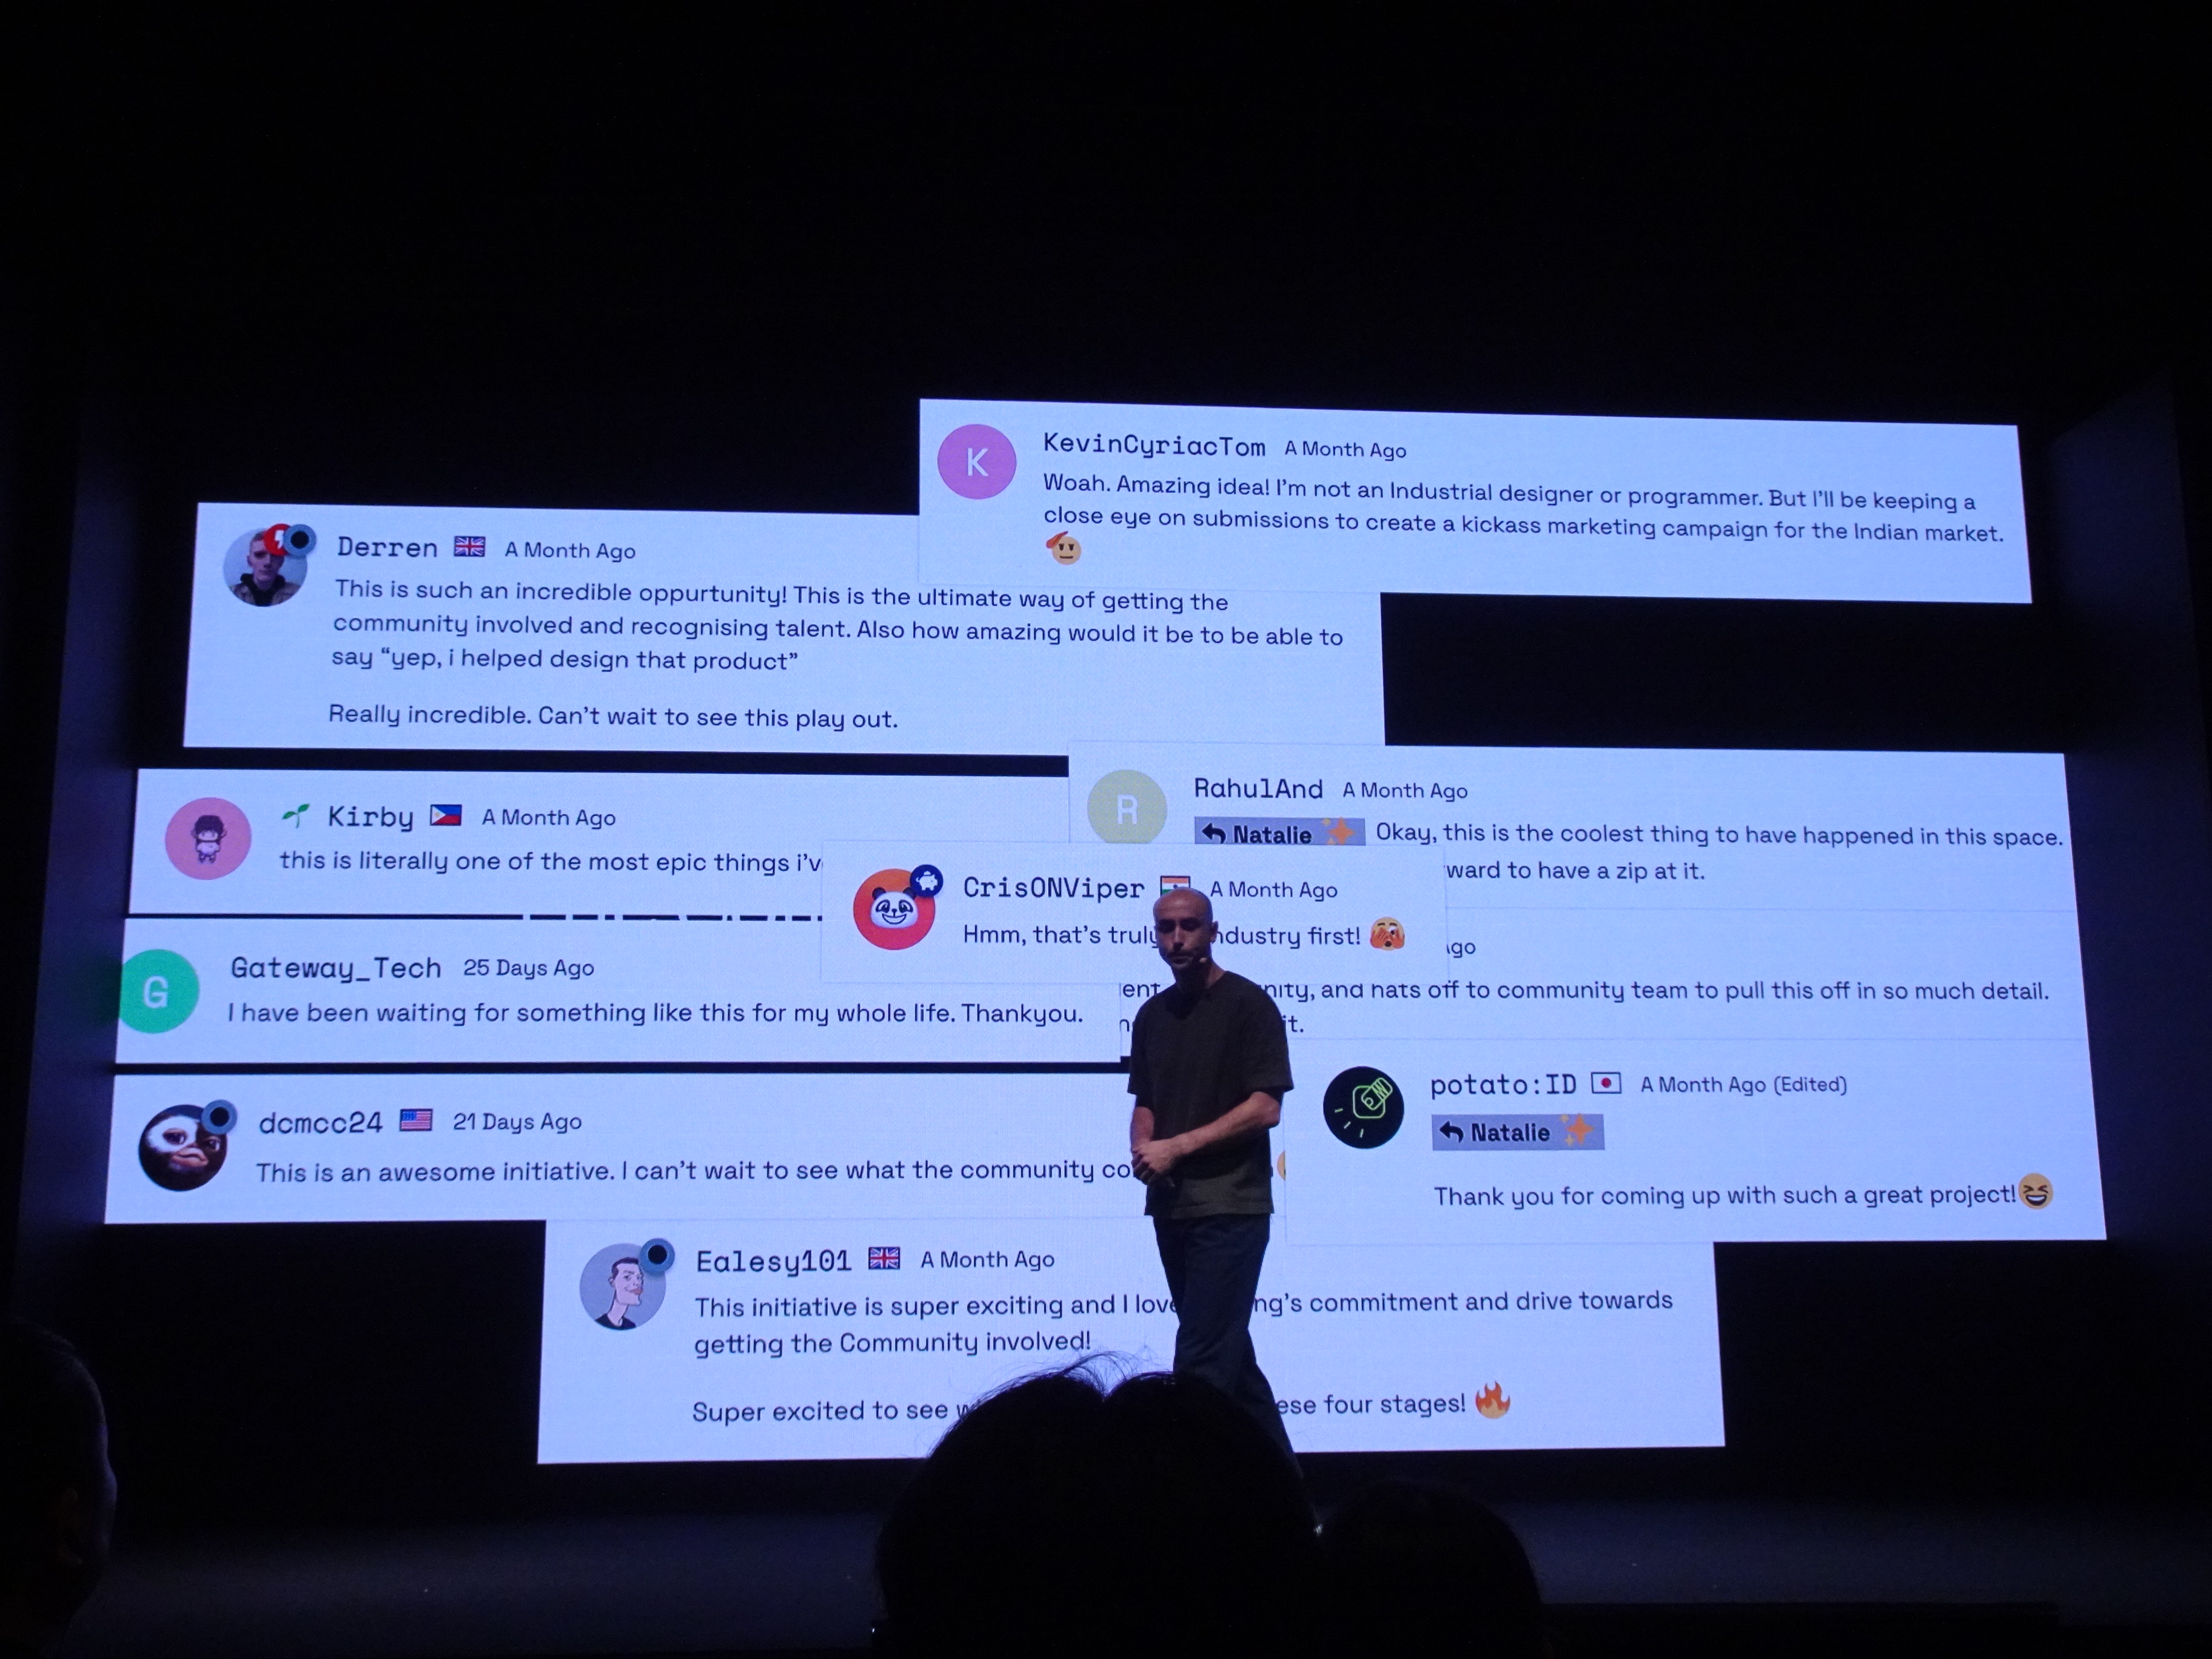 K
KevinCyriacTom A Month Ago
Woah. Amazing idea! I'm not an Industrial designer or programmer. But I'll be keeping a
close eye on submissions to create a kickass marketing campaign for the Indian market.
Derren 🇬🇧 A Month Ago
This is such an incredible oppurtunity! This is the ultimate way of getting the
community involved and recognising talent. Also how amazing would it be to be able to
say “yep, i helped design that product”
Really incredible. Can't wait to see this play out.
R
RahulAnd A Month Ago
Natalie ✨ Okay, this is the coolest thing to have happened in this space.
ward to have a zip at it.
🌱 Kirby 🇵🇭 A Month Ago
this is literally one of the most epic things i'v
CrisONViper 🇮🇳 A Month Ago
Hmm, that's truly ndustry first! 🫣
go
ent nity, and hats off to community team to pull this off in so much detail.
it.
G
Gateway_Tech 25 Days Ago
I have been waiting for something like this for my whole life. Thankyou.
potato:ID 🇯🇵 A Month Ago (Edited)
Natalie ✨
Thank you for coming up with such a great project!😆
dcmcc24 🇺🇸 21 Days Ago
This is an awesome initiative. I can't wait to see what the community co
Ealesy101 🇬🇧 A Month Ago
This initiative is super exciting and I love ng's commitment and drive towards
getting the Community involved!
Super excited to see ese four stages! 🔥